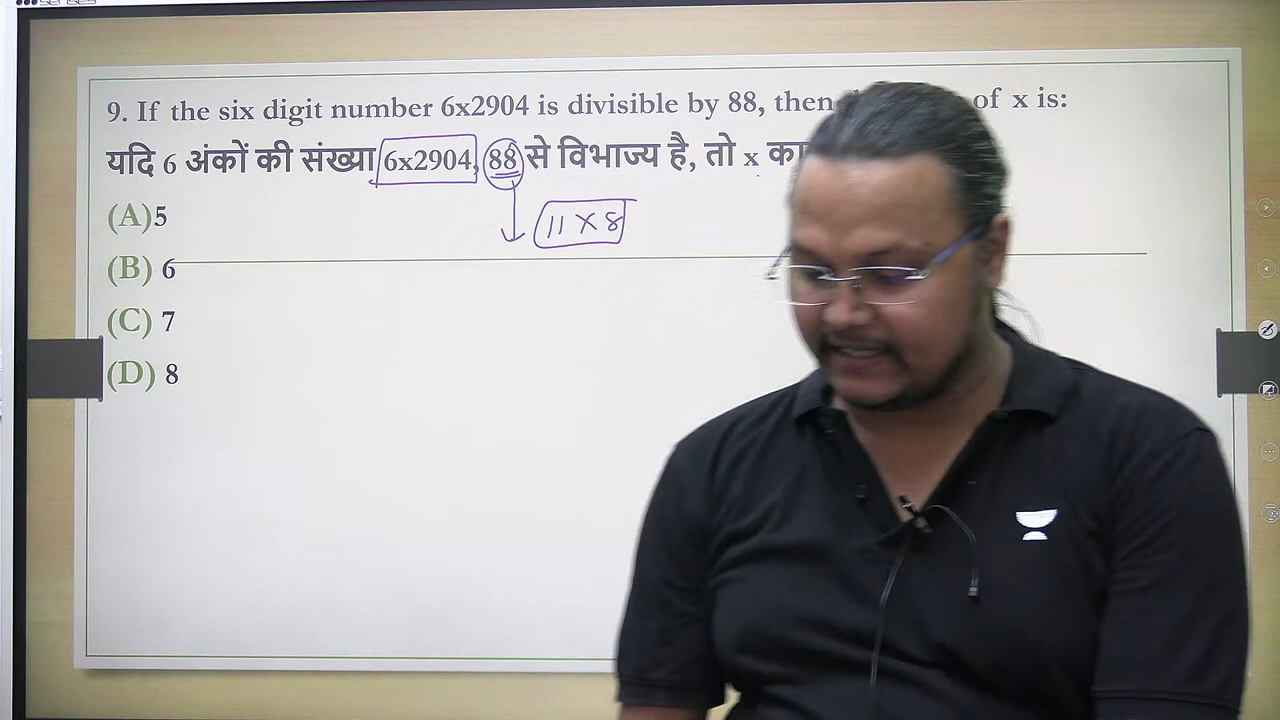 9. If the six digit number 6x2904 is divisible by 88, then of x is:
यदि 6 अंकों की संख्या 6x2904, 88 से विभाज्य है, तो x का
(A)5
11 X 8
(B) 6
(C) 7
(D) 8